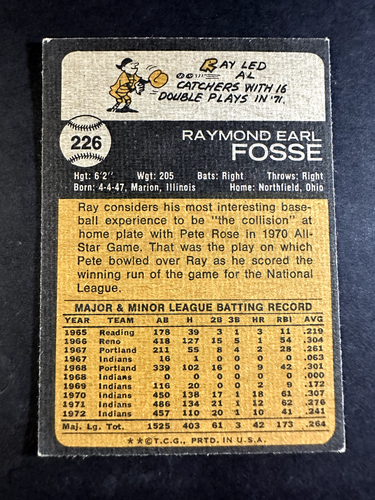 RAY LED
AL
CATCHERS WITH 16
DOUBLE PLAYS IN '71.
226
RAYMOND EARL
FOSSE
Hgt: 6'2" Wgt: 205 Bats: Right Throws: Right
Born: 4-4-47, Marion, Illinois Home: Northfield, Ohio
Ray considers his most interesting base-
ball experience to be "the collision" at
home plate with Pete Rose in 1970 All-
Star Game. That was the play on which
Pete bowled over Ray as he scored the
winning run of the game for the National
League.
MAJOR & MINOR LEAGUE BATTING RECORD
YEAR TEAM AB H 2B 3B HR RBI AVG
1965 Reading 178 39 3 1 3 11 .219
1966 Reno 418 127 15 5 1 54 .304
1967 Portland 211 55 8 4 2 28 .261
1967 Indians 16 1 0 0 0 0 .063
1968 Portland 339 102 16 0 9 42 .301
1968 Indians 0 0 0 0 0 0 .000
1969 Indians 116 20 3 0 2 9 .172
1970 Indians 450 138 17 1 18 61 .307
1971 Indians 486 134 21 1 12 62 .276
1972 Indians 457 110 20 1 10 41 .241
Maj. Lg. Tot. 1525 403 61 3 42 173 .264
★★© T.C.G., PRTD. IN U.S.A.